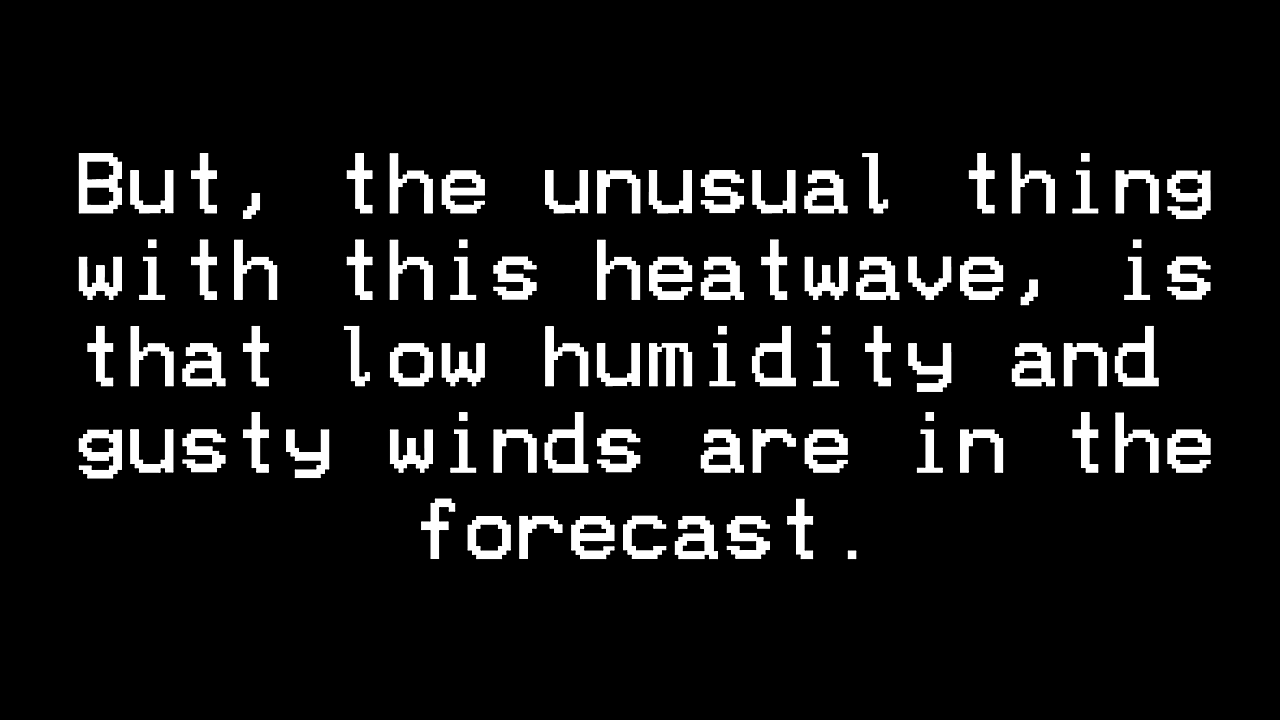 But, the unusual thing
with this heatwave, is
that low humidity and
gusty winds are in the
forecast.